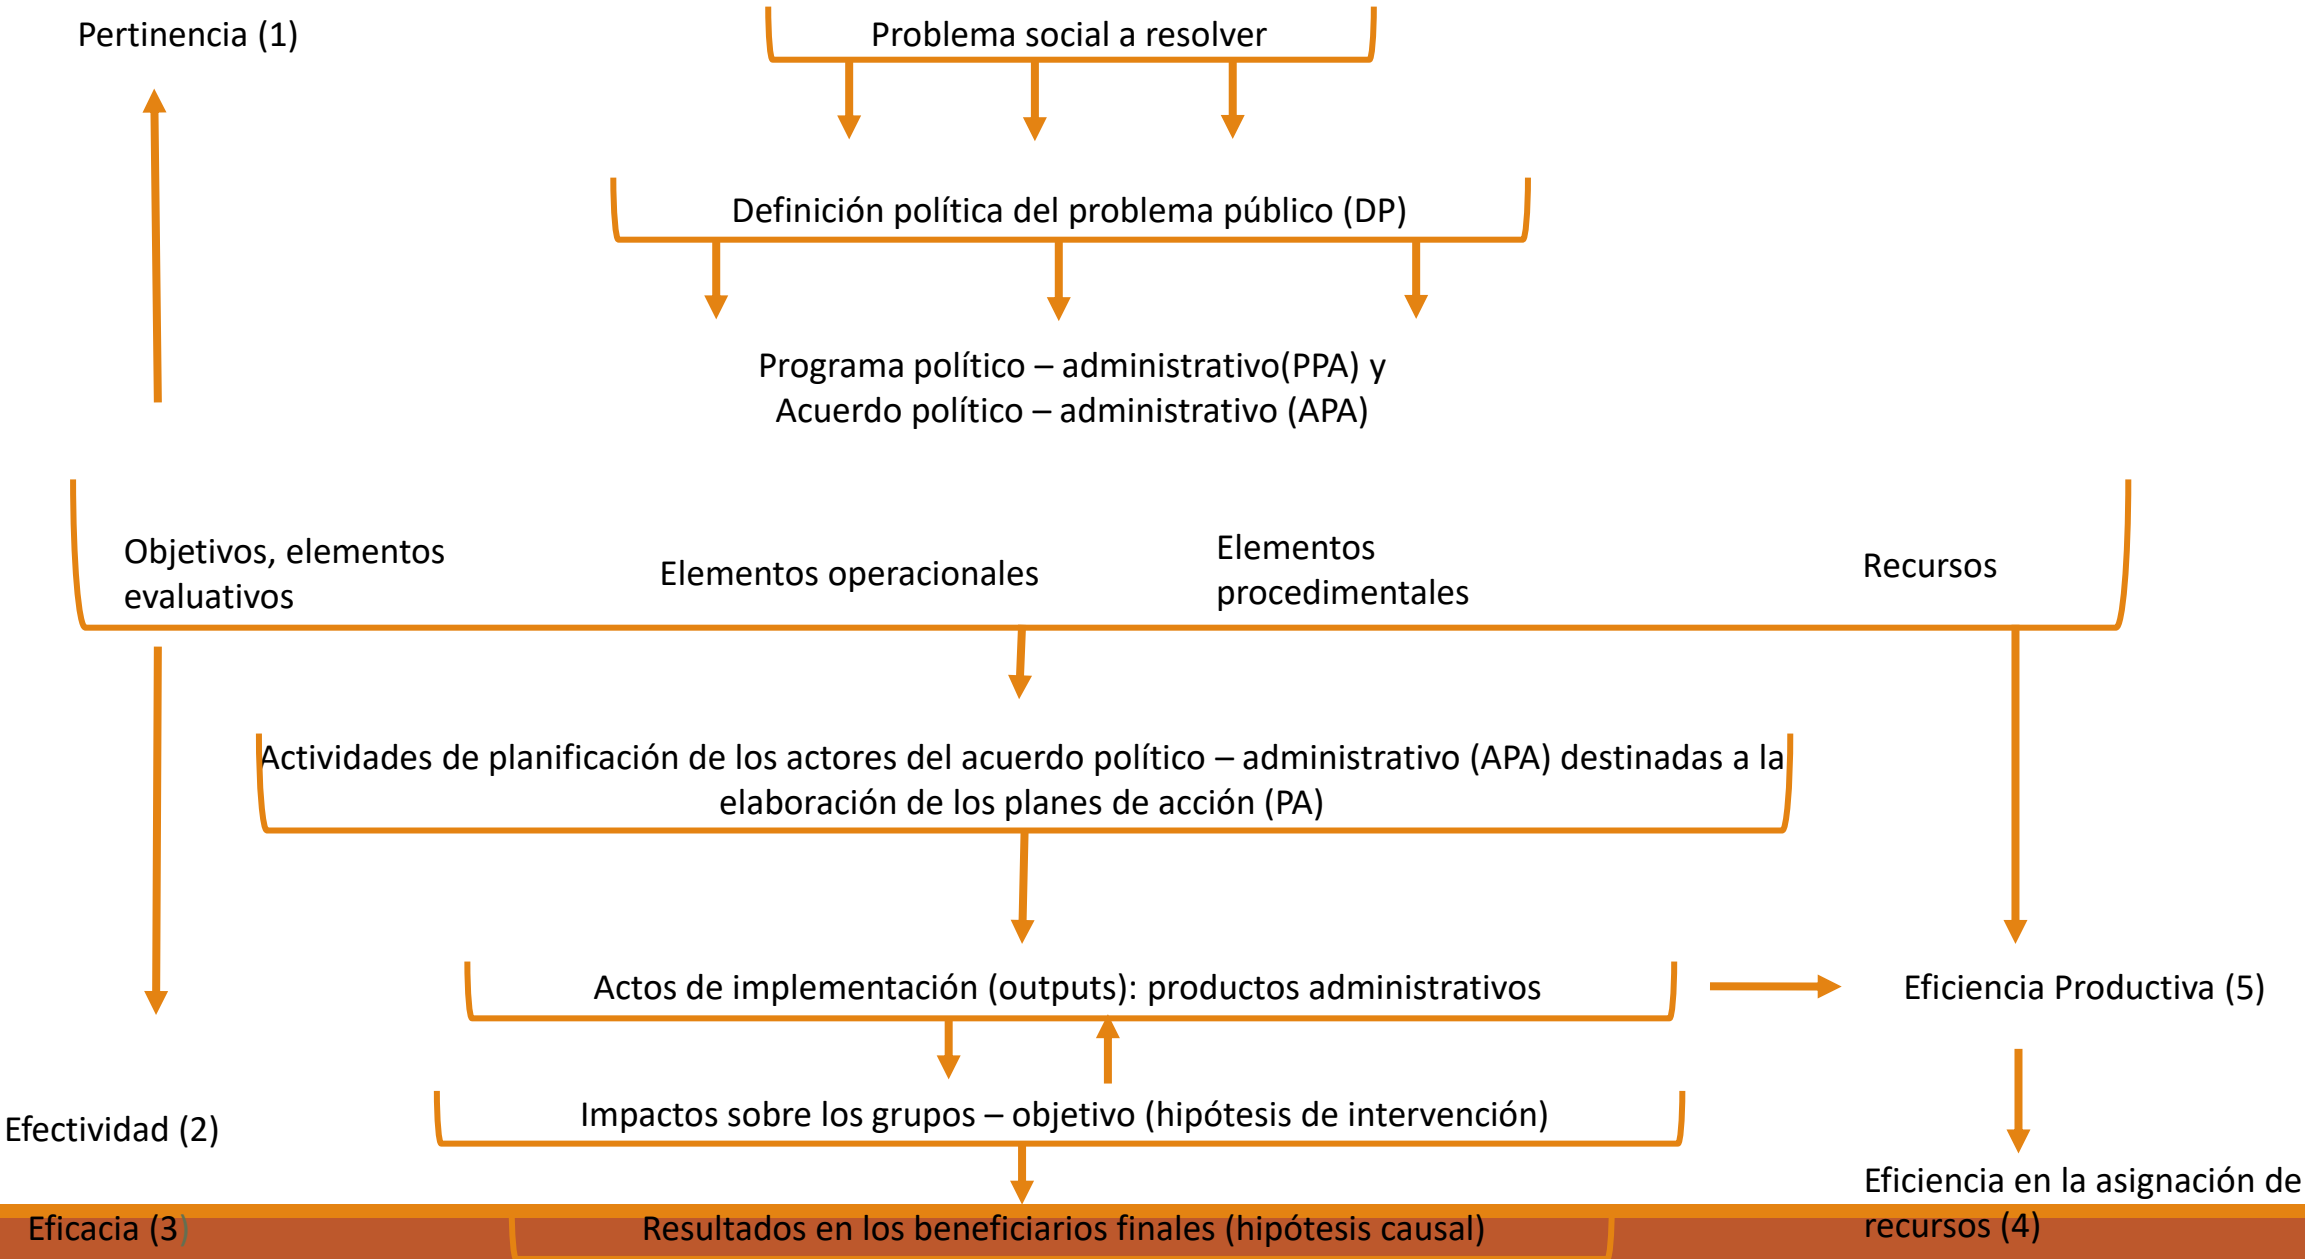 Pertinencia (1)
Problema social a resolver
Definición política del problema público (DP)
Programa político – administrativo(PPA) y
Acuerdo político – administrativo (APA)
Objetivos, elementos
evaluativos
Elementos operacionales
Elementos
procedimentales
Recursos
Actividades de planificación de los actores del acuerdo político – administrativo (APA) destinadas a la
elaboración de los planes de acción (PA)
Actos de implementación (outputs): productos administrativos
Eficiencia Productiva (5)
Efectividad (2)
Impactos sobre los grupos – objetivo (hipótesis de intervención)
Eficiencia en la asignación de
recursos (4)
Eficacia (3)
Resultados en los beneficiarios finales (hipótesis causal)